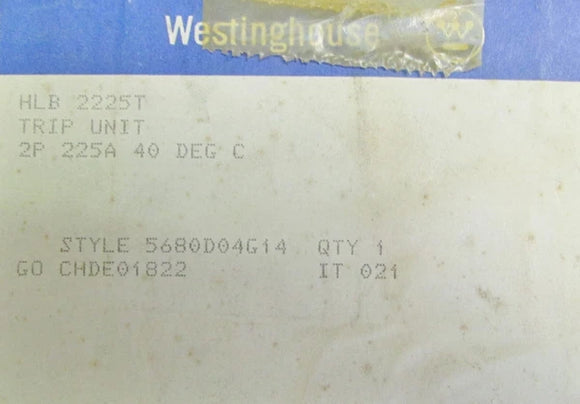 Westinghouse
HLB 2225T
TRIP UNIT
2P 225A 40 DEG C
STYLE 5680D04G14 QTY 1
GO CHDE01822 IT 021